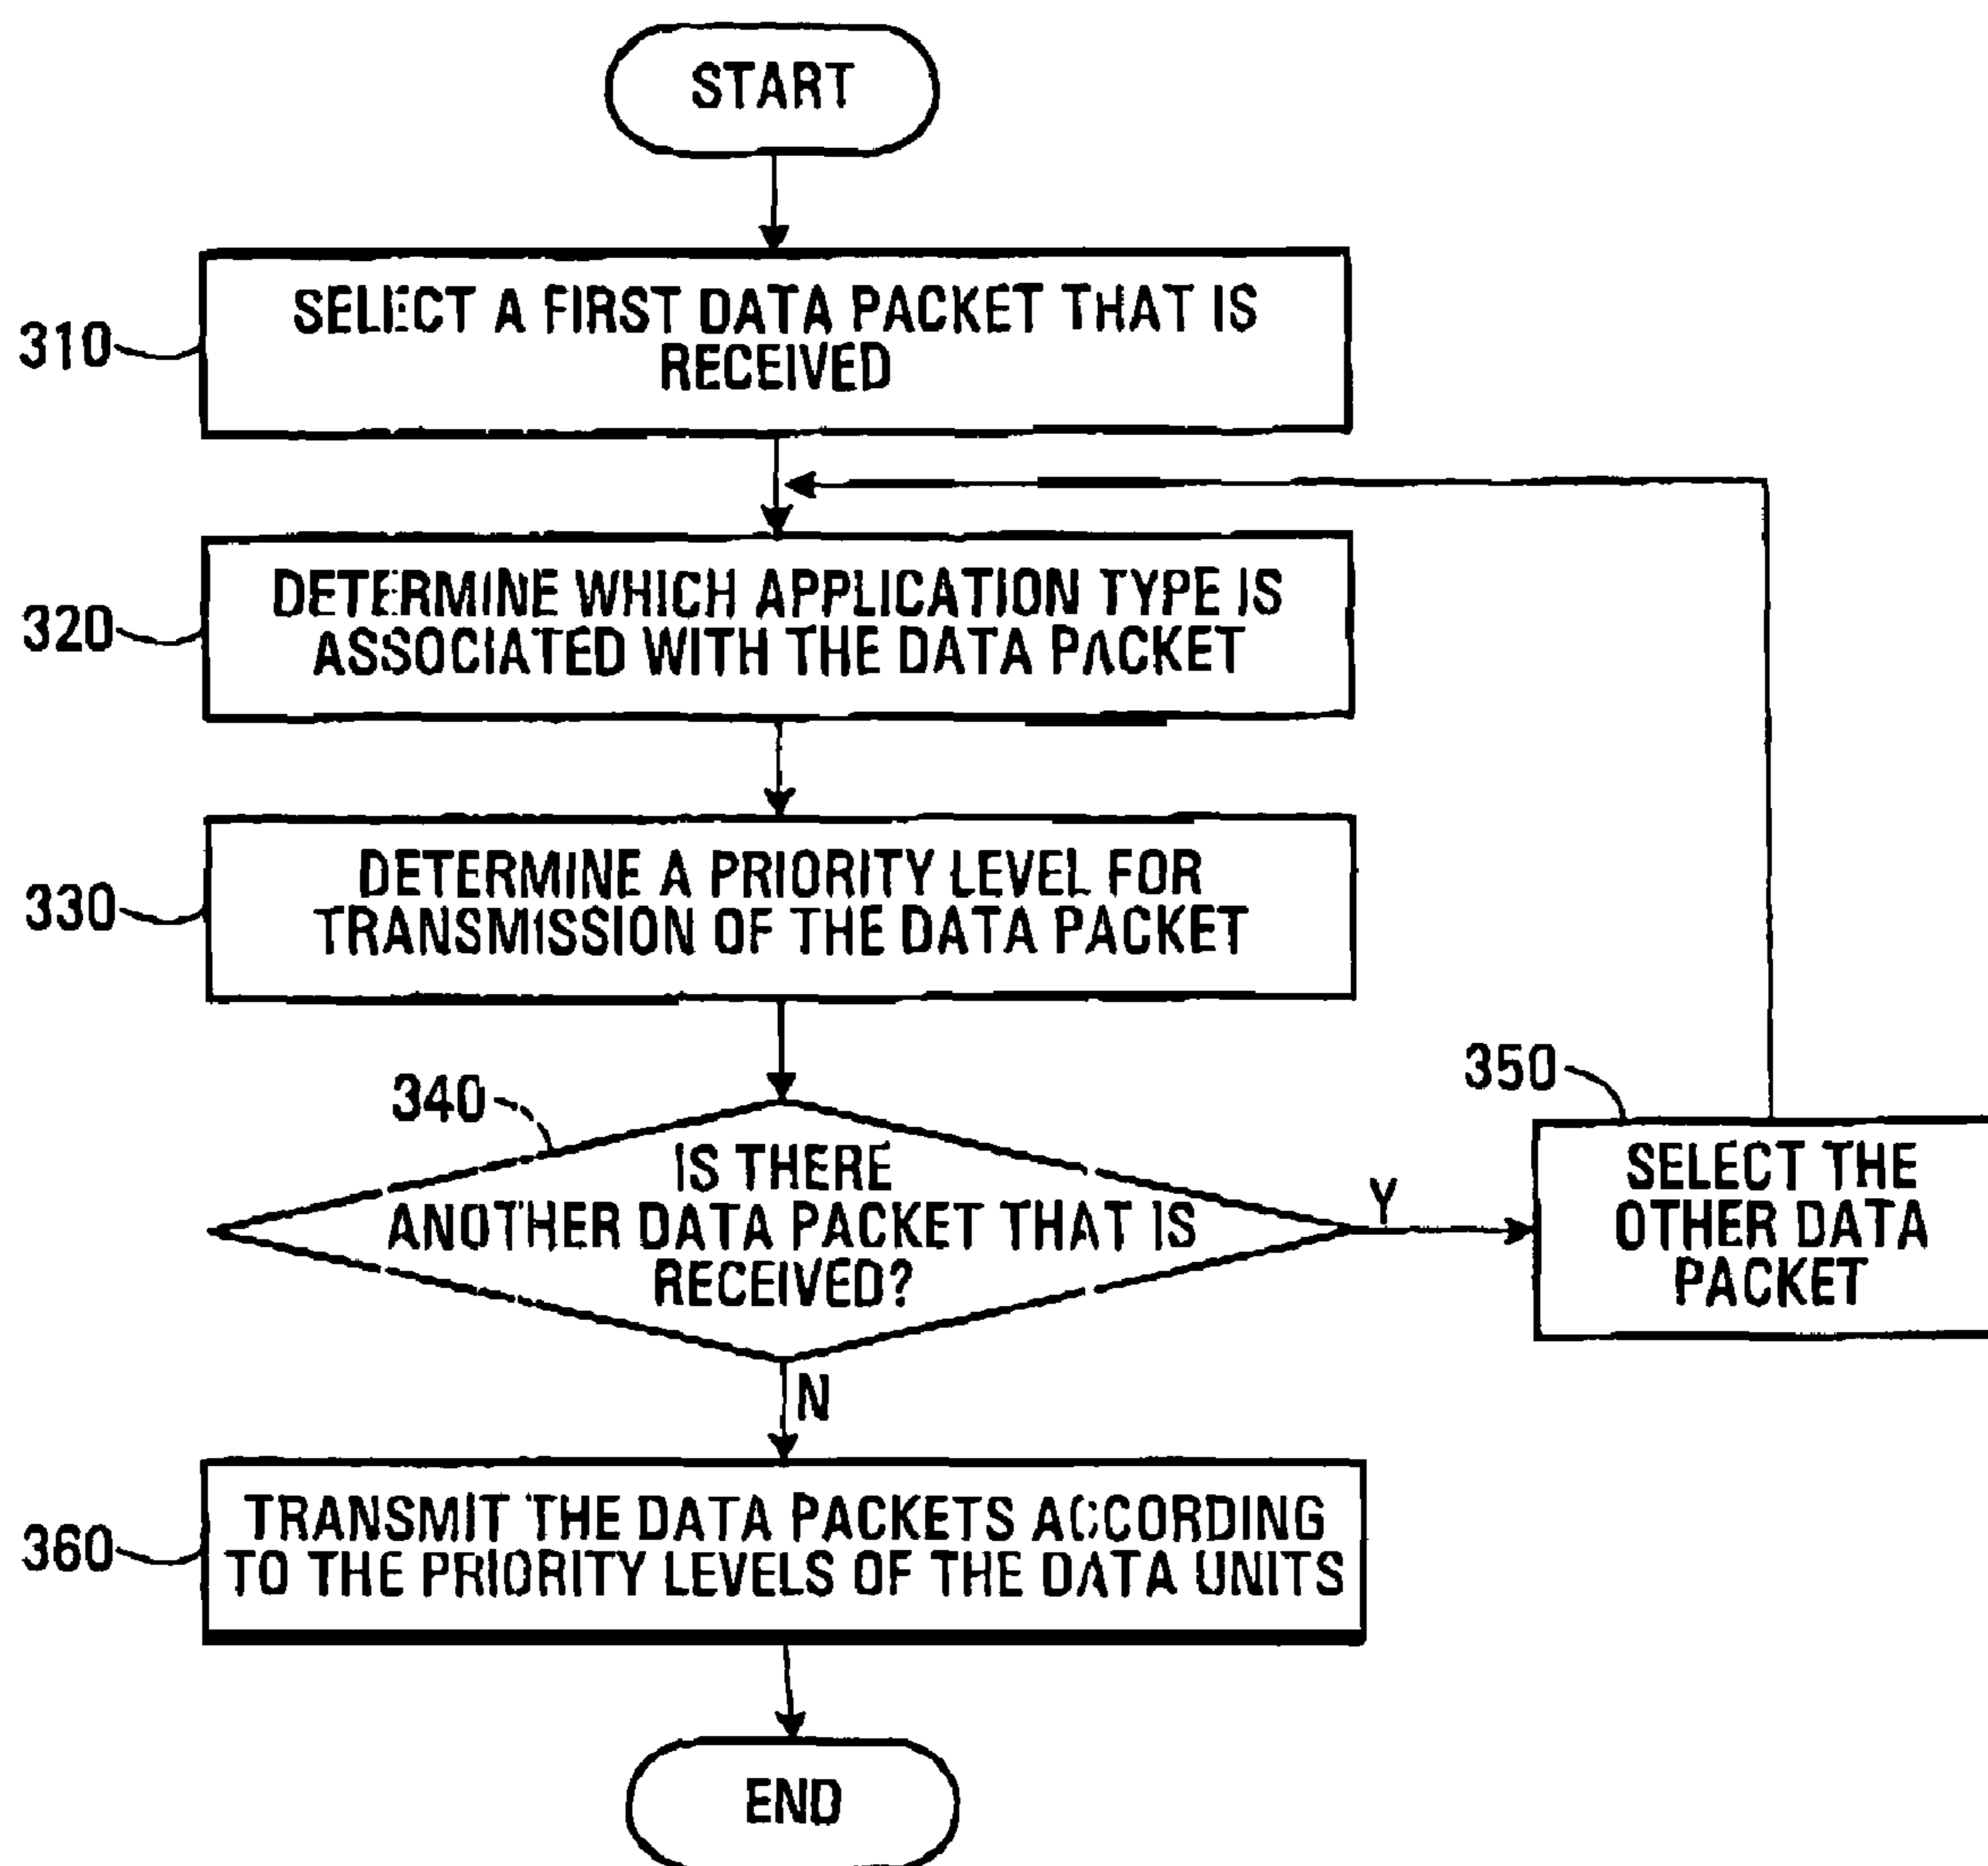 START
SELECT A FIRST DATA PACKET THAT IS
RECEIVED
310
DETERMINE WHICH APPLICATION TYPE IS
ASSOCIATED WITH THE DATA PACKET
320
DETERMINE A PRIORITY LEVEL FOR
TRANSMISSION OF THE DATA PACKET
330
340
IS THERE
ANOTHER DATA PACKET THAT IS
RECEIVED?
Y
350
SELECT THE
OTHER DATA
PACKET
N
TRANSMIT THE DATA PACKETS ACCORDING
TO THE PRIORITY LEVELS OF THE DATA UNITS
360
END